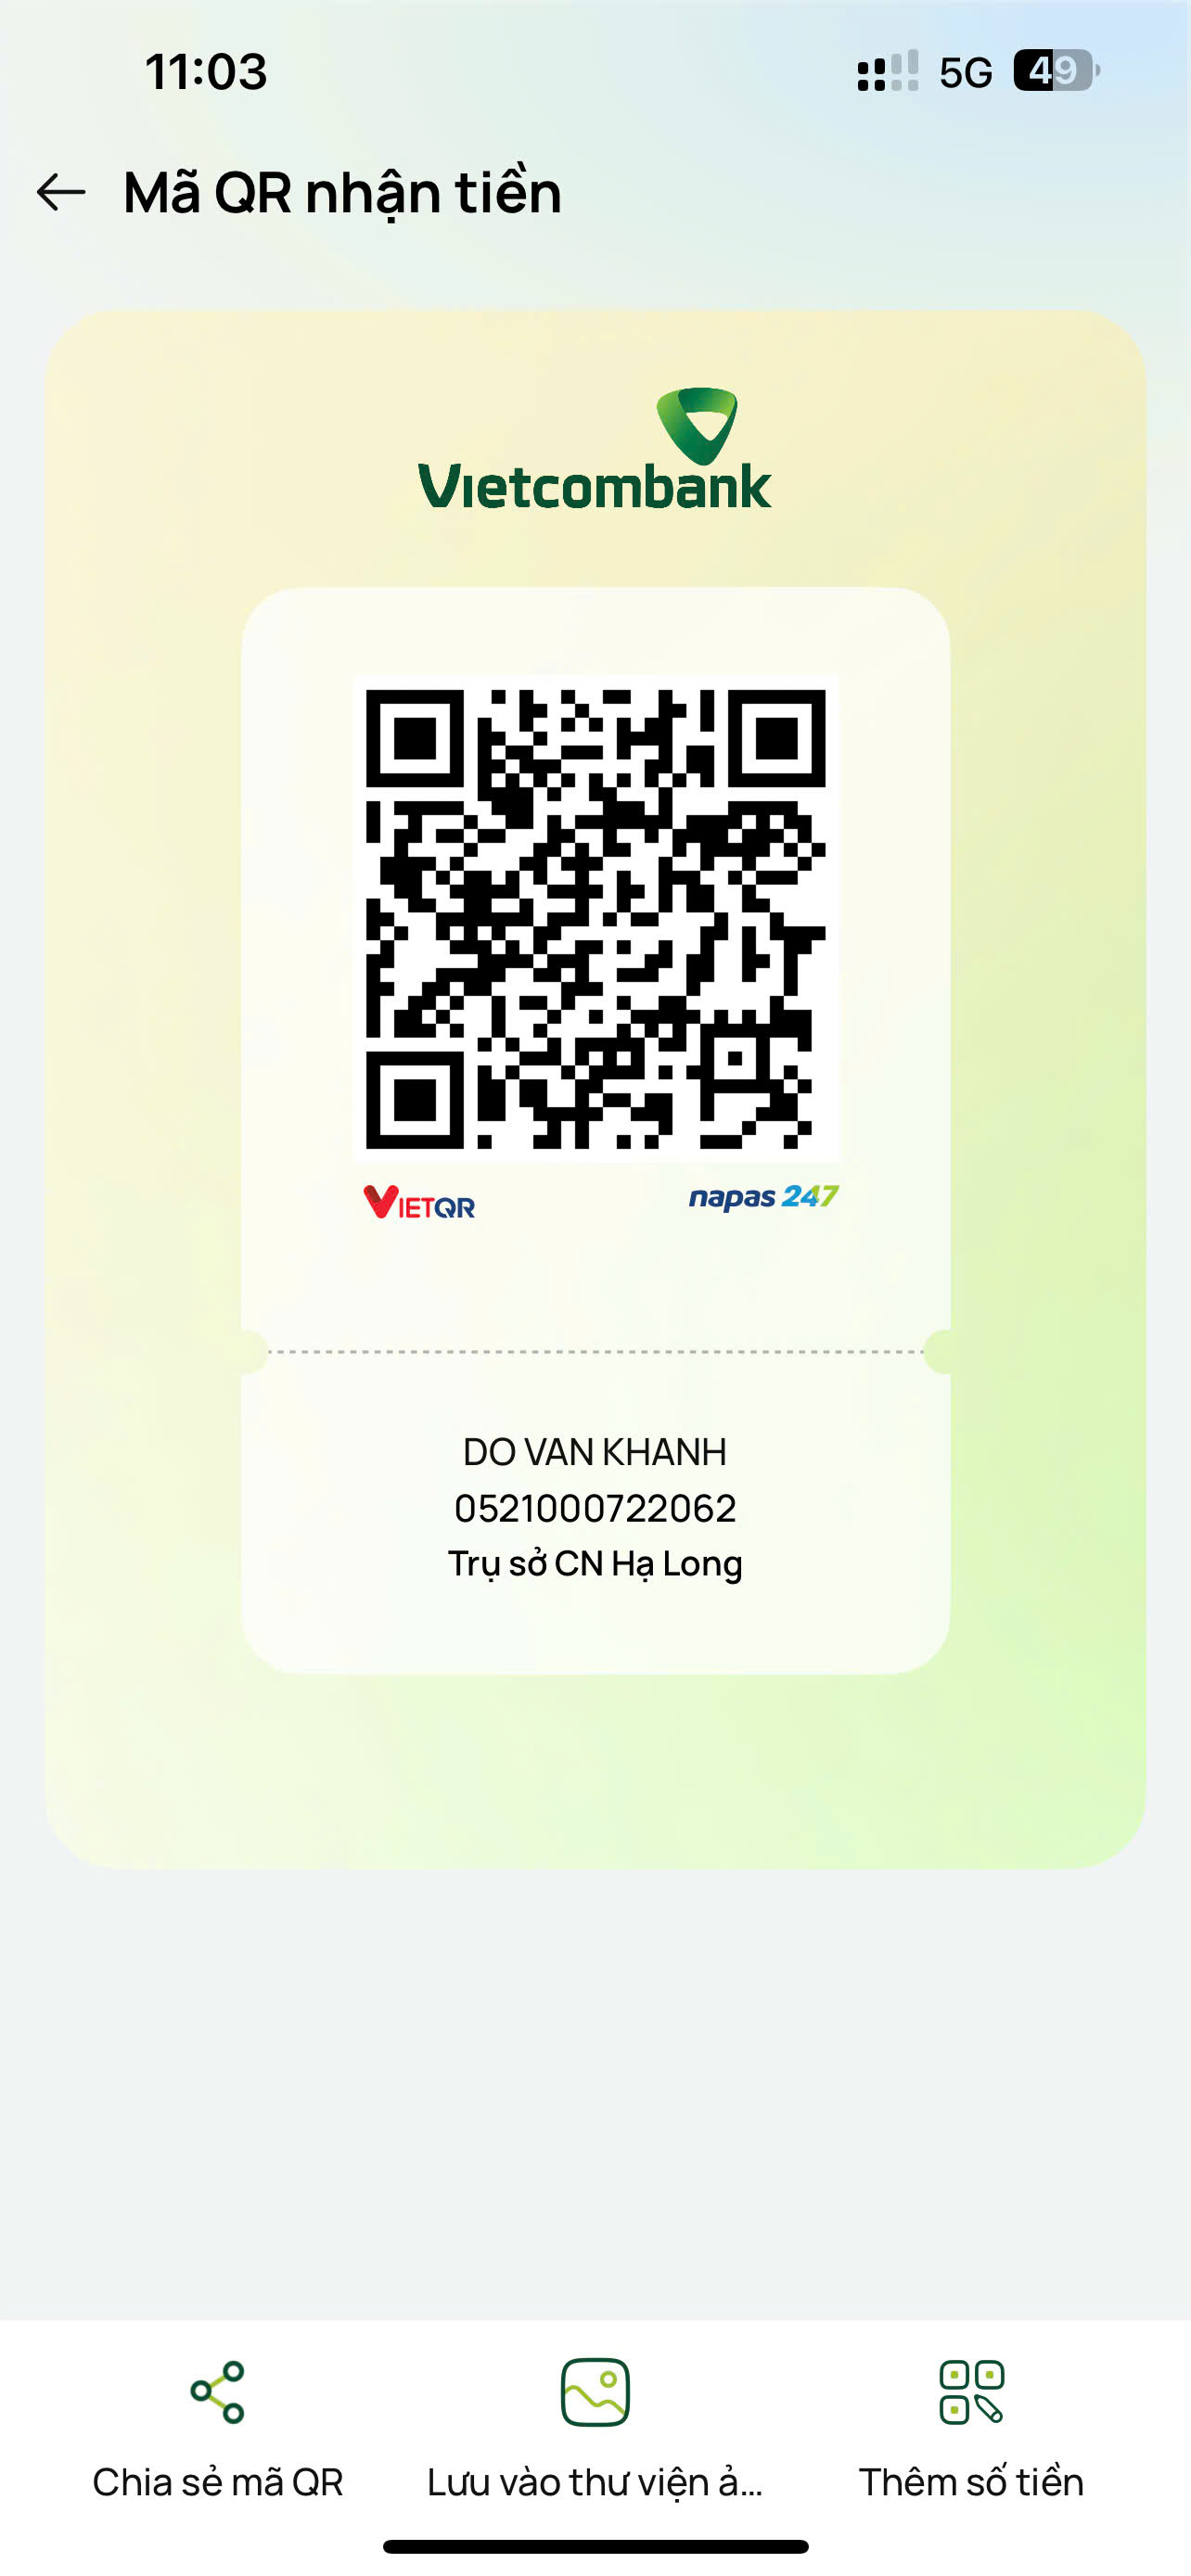 11:03 5G 49
Mã QR nhận tiền
Vietcombank
VIETQR napas 247
DO VAN KHANH
0521000722062
Trụ sở CN Hạ Long
Chia sẻ mã QR Lưu vào thư viện ả... Thêm số tiền